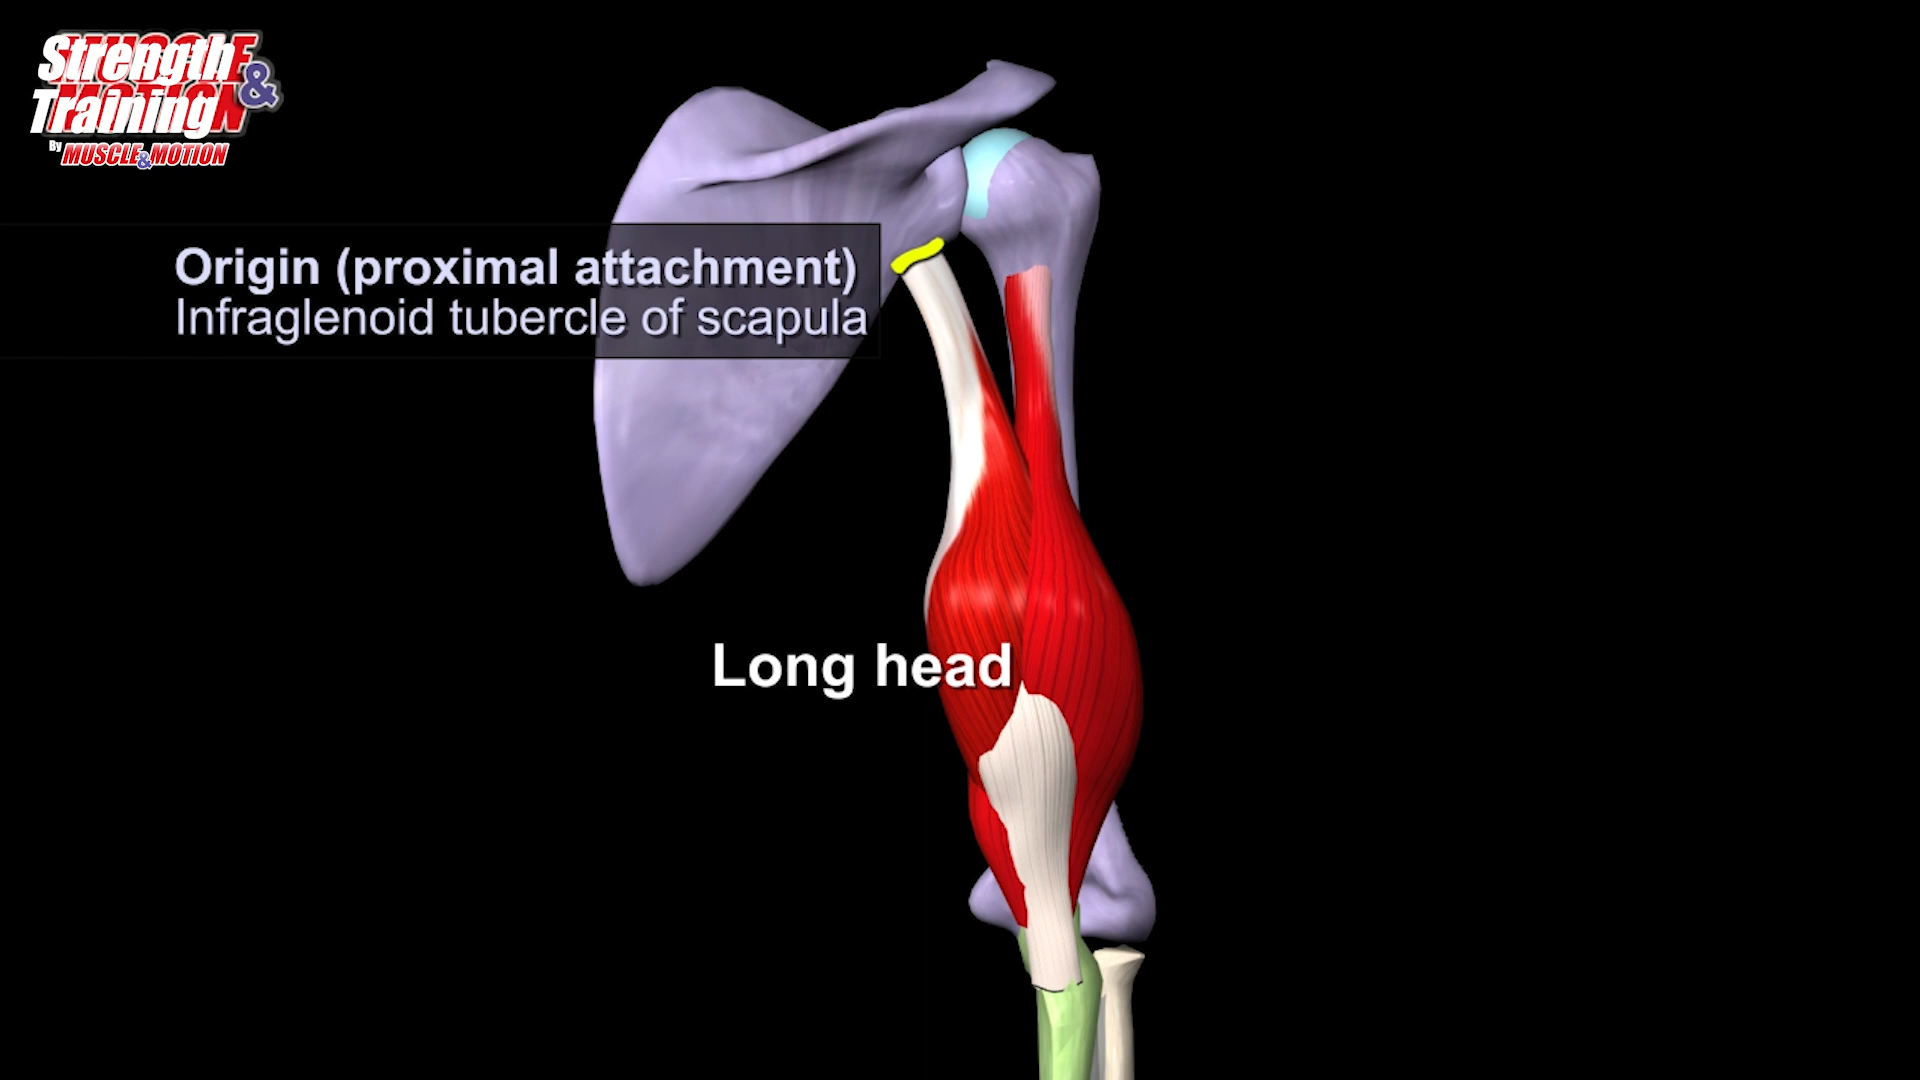 Strength
&
Training
By MUSCLE&MOTION
Origin (proximal attachment)
Infraglenoid tubercle of scapula
Long head